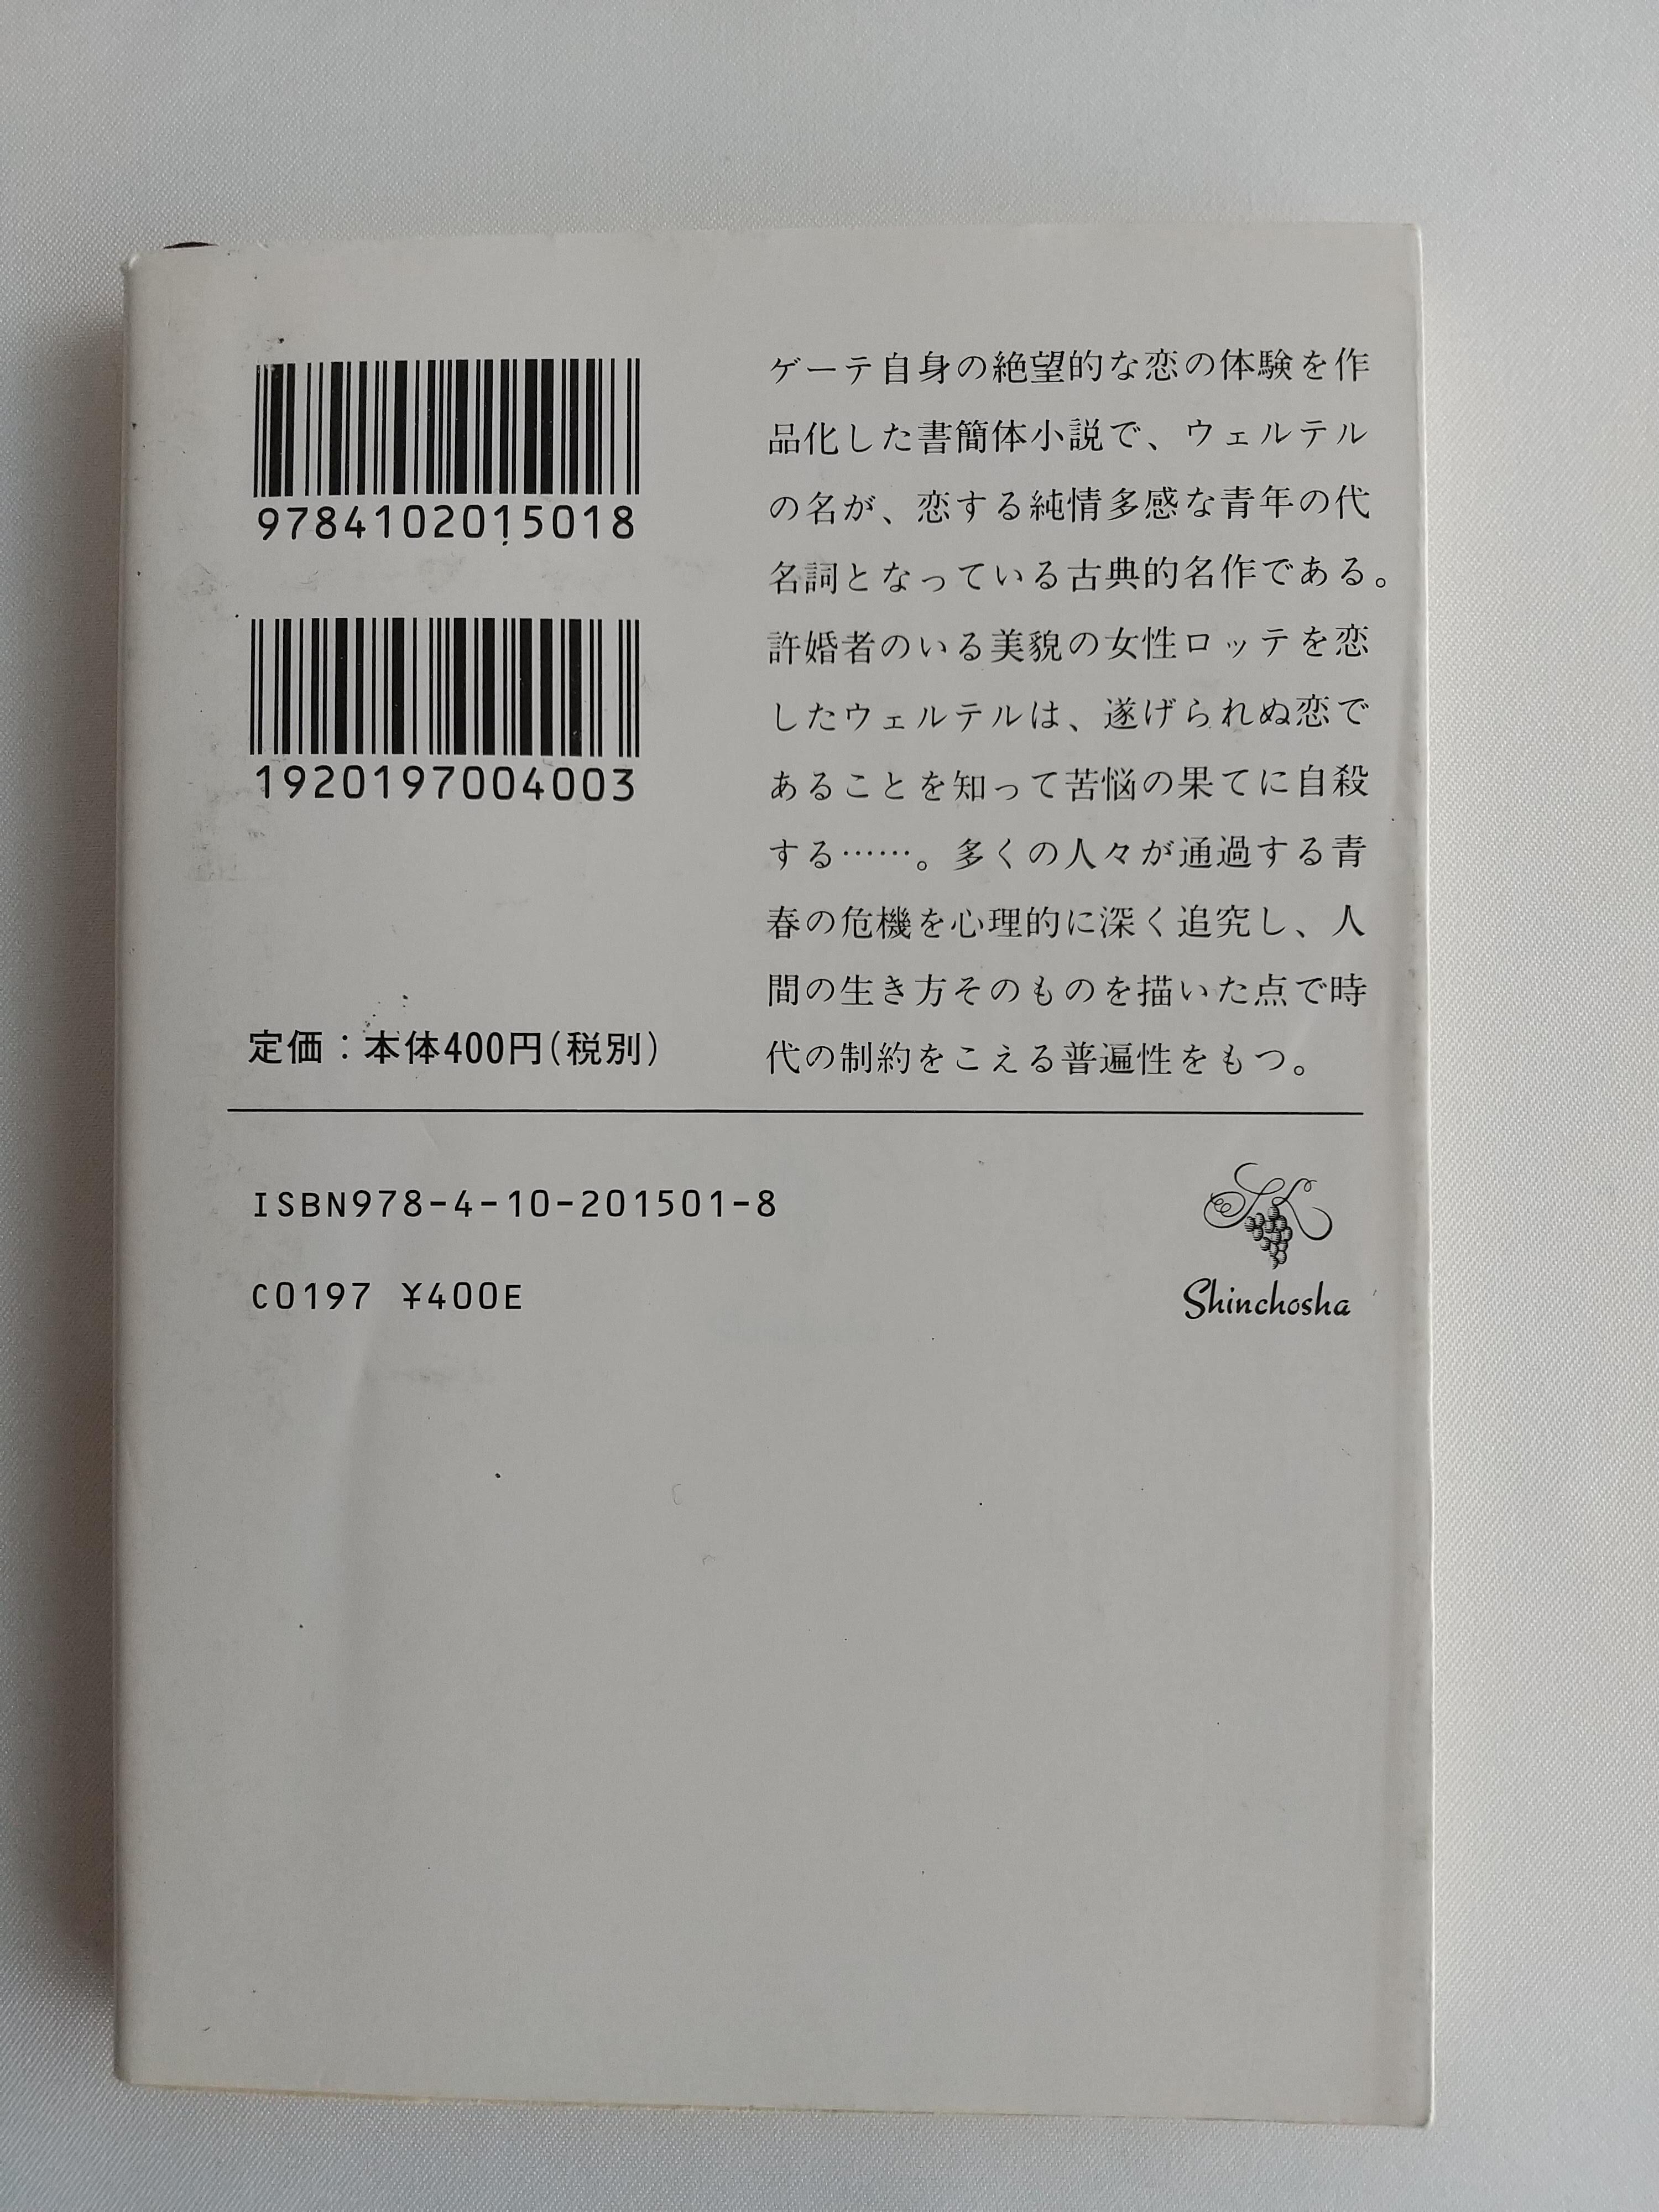 9784102015018
1920197004003
定価：本体400円（税別）
ゲーテ自身の絶望的な恋の体験を作
品化した書簡体小説で、ウェルテル
の名が、恋する純情多感な青年の代
名詞となっている古典的名作である。
許婚者のいる美貌の女性ロッテを恋
したウェルテルは、遂げられぬ恋で
あることを知って苦悩の果てに自殺
する……。多くの人々が通過する青
春の危機を心理的に深く追究し、人
間の生き方そのものを描いた点で時
代の制約をこえる普遍性をもつ。
ISBN978-4-10-201501-8
C0197 ¥400E
SK
Shinchosha